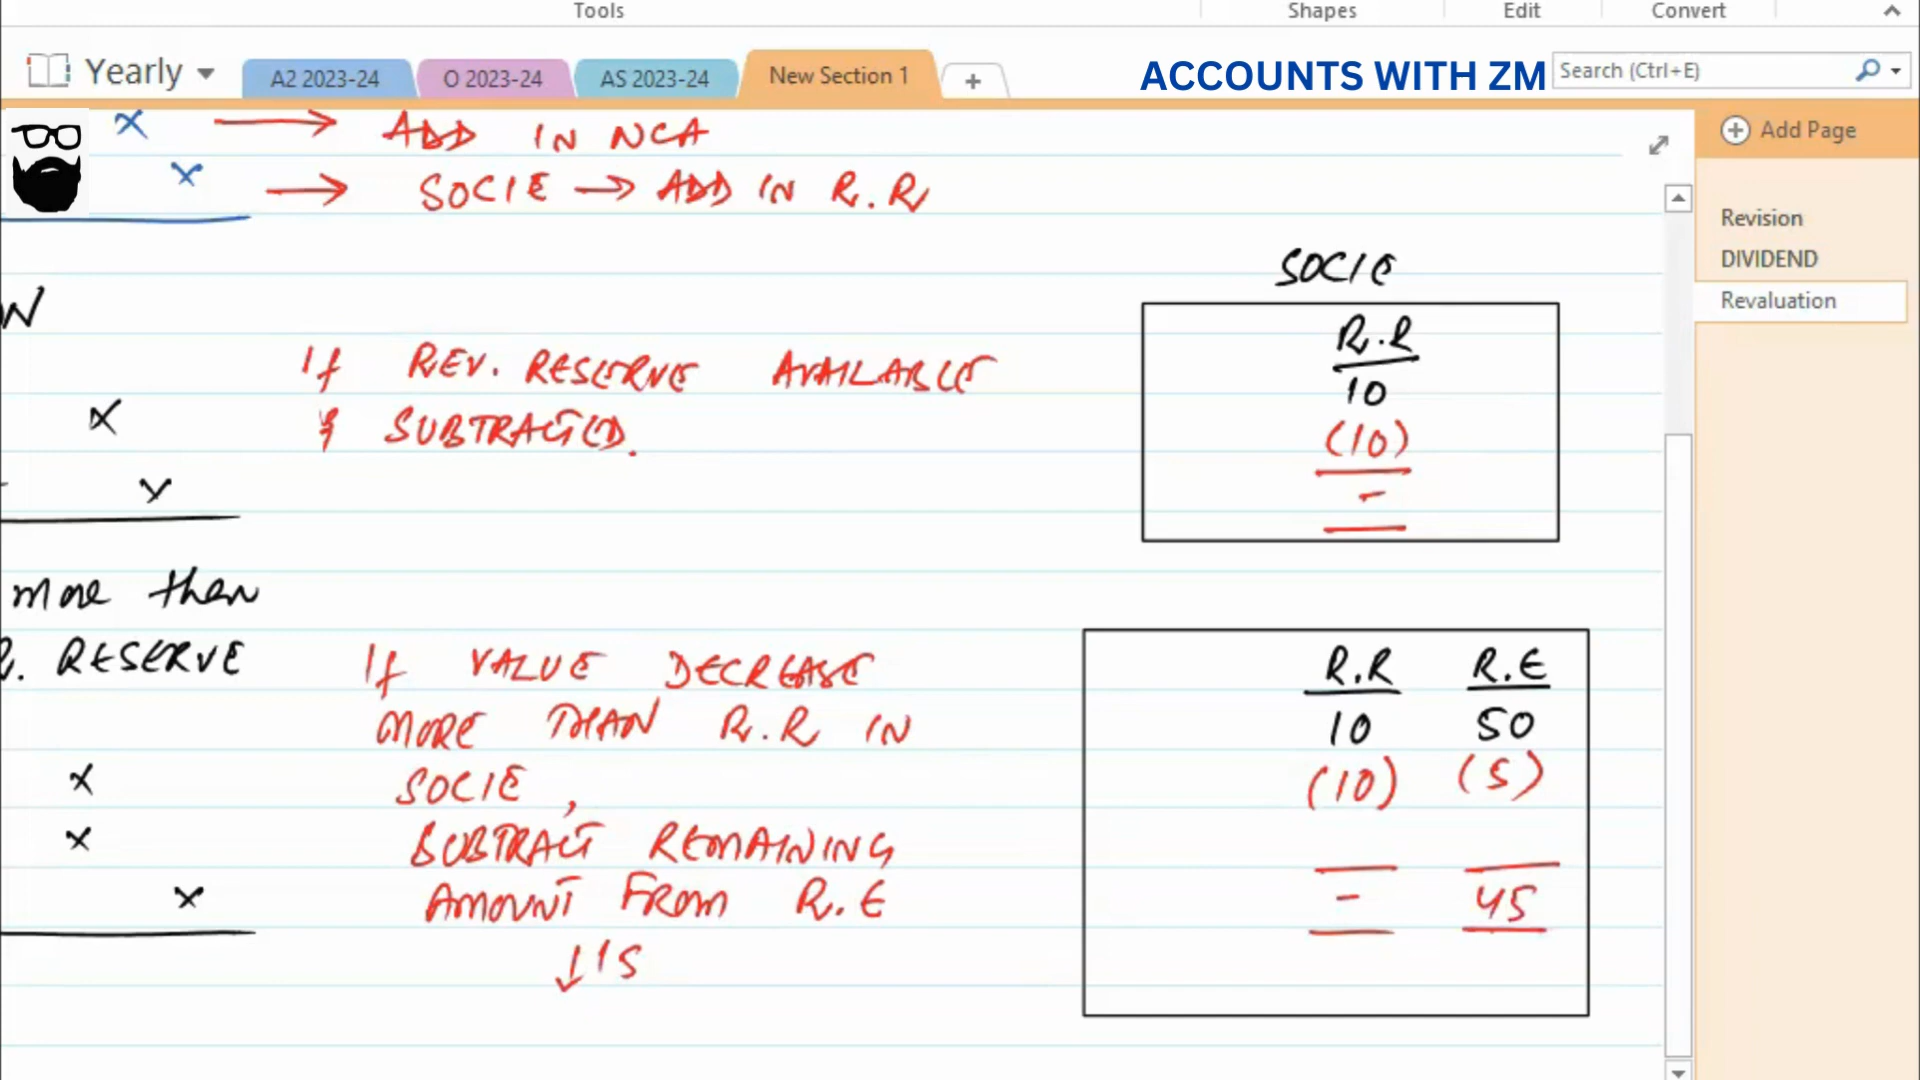 Tools Shapes Edit Convert
Yearly A2 2023-24 O 2023-24 AS 2023-24 New Section 1 + ACCOUNTS WITH ZM Search (Ctrl+E)
Add Page
Revision
DIVIDEND
Revaluation
x → ADD IN NCA
x → SOCIE → ADD IN R.R
W
If REV. RESERVE AVAILABLE
x & SUBTRACTED.
x
SOCIE
R.R
10
(10)
-
more then
R. RESERVE
If VALUE DECREASE
MORE THAN R.R IN
x SOCIE,
x SUBTRACT REMAINING
x AMOUNT FROM R.E
↓15
R.R R.E
10 50
(10) (5)
- 45